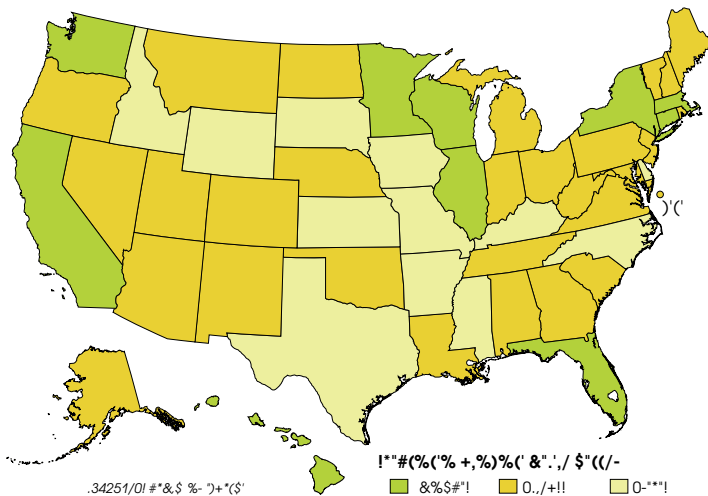 )'('
!*"#(%('% +,%)%(' &".',/ $"((/-
&%$#"! 0.,/+!! 0-"*"!
.34251/0! #*&,$ %- ")+*($'